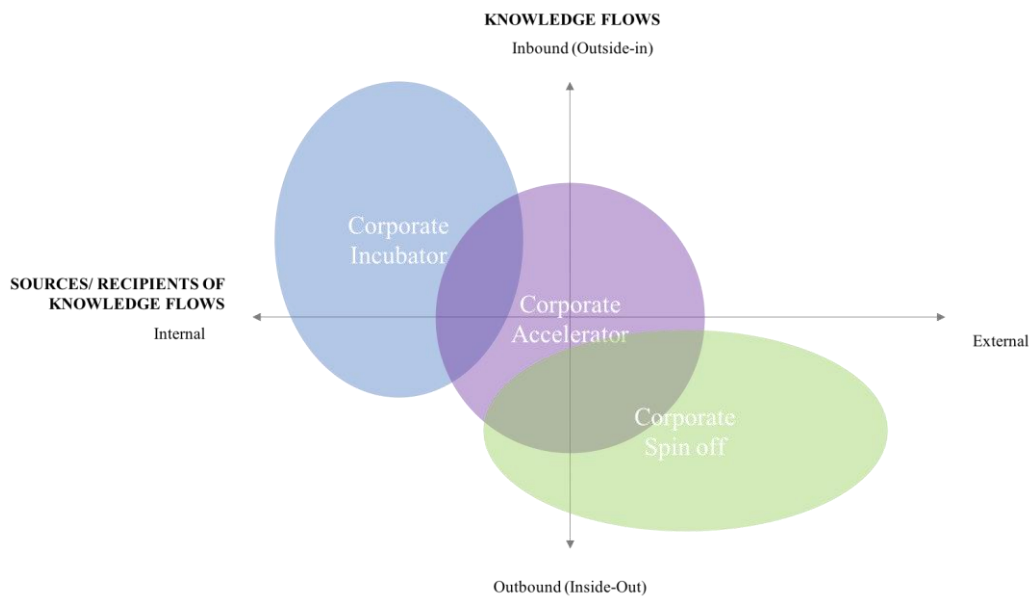 KNOWLEDGE FLOWS
Inbound (Outside-in)
Corporate
Incubator
SOURCES/ RECIPIENTS OF
KNOWLEDGE FLOWS
Internal
Corporate
Accelerator
External
Corporate
Spin off
Outbound (Inside-Out)